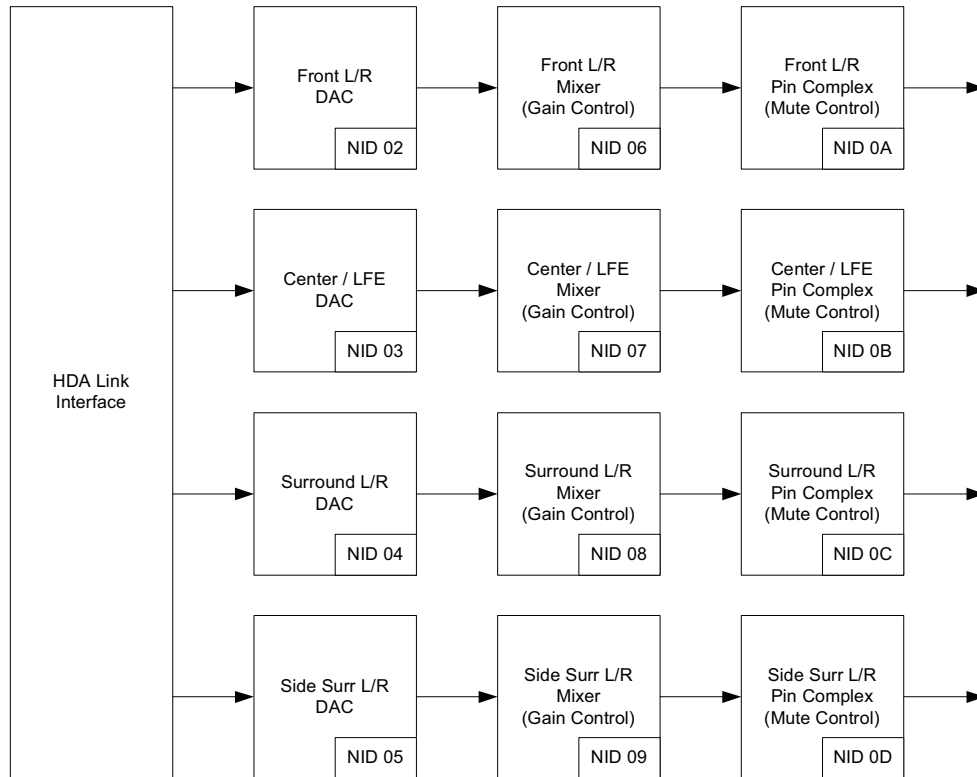 Front L/R
DAC
NID 02
Front L/R
Mixer
(Gain Control)
NID 06
Front L/R
Pin Complex
(Mute Control)
NID 0A
Center / LFE
DAC
NID 03
Center / LFE
Mixer
(Gain Control)
NID 07
Center / LFE
Pin Complex
(Mute Control)
NID 0B
HDA Link
Interface
Surround L/R
DAC
NID 04
Surround L/R
Mixer
(Gain Control)
NID 08
Surround L/R
Pin Complex
(Mute Control)
NID 0C
Side Surr L/R
DAC
NID 05
Side Surr L/R
Mixer
(Gain Control)
NID 09
Side Surr L/R
Pin Complex
(Mute Control)
NID 0D